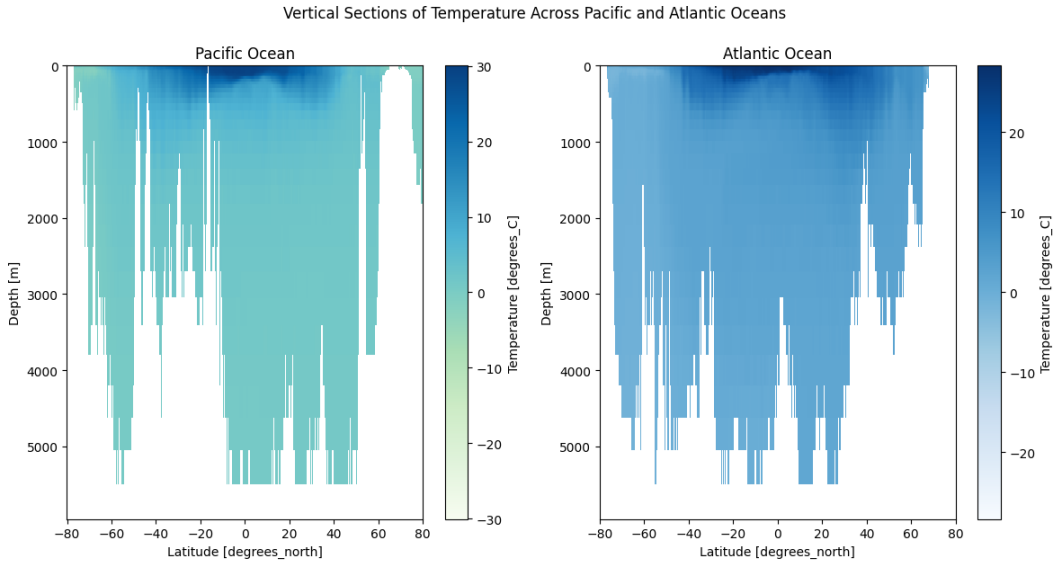 Vertical Sections of Temperature Across Pacific and Atlantic Oceans
Pacific Ocean
0
1000
2000
3000
4000
5000
Depth [m]
−80 −60 −40 −20 0 20 40 60 80
Latitude [degrees_north]
30
20
10
0
−10
−20
−30
Temperature [degrees_C]
Atlantic Ocean
0
1000
2000
3000
4000
5000
Depth [m]
−80 −60 −40 −20 0 20 40 60 80
Latitude [degrees_north]
20
10
0
−10
−20
Temperature [degrees_C]